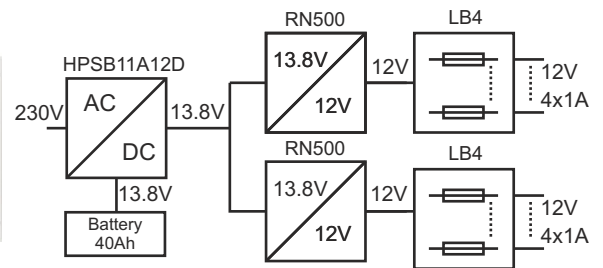 RN500
LB4
HPSB11A12D
13.8V
12V
12V
12V
4x1A
230V
AC
DC
13.8V
RN500
LB4
13.8V
13.8V
12V
12V
12V
4x1A
Battery
40Ah